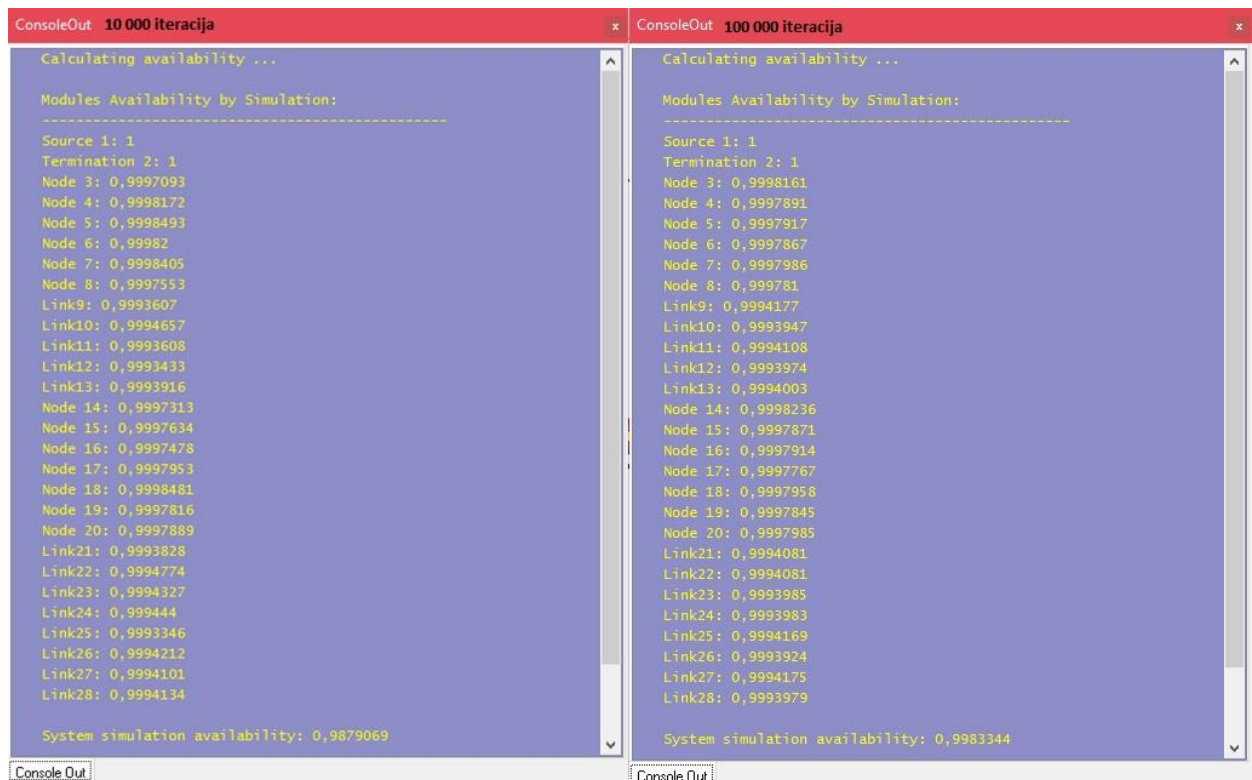 ConsoleOut 10 000 iteracija x
Calculating availability ...
Modules Availability by Simulation:
------------------------------------------------
Source 1: 1
Termination 2: 1
Node 3: 0,9997093
Node 4: 0,9998172
Node 5: 0,9998493
Node 6: 0,99982
Node 7: 0,9998405
Node 8: 0,9997553
Link9: 0,9993607
Link10: 0,9994657
Link11: 0,9993608
Link12: 0,9993433
Link13: 0,9993916
Node 14: 0,9997313
Node 15: 0,9997634
Node 16: 0,9997478
Node 17: 0,9997953
Node 18: 0,9998481
Node 19: 0,9997816
Node 20: 0,9997889
Link21: 0,9993828
Link22: 0,9994774
Link23: 0,9994327
Link24: 0,999444
Link25: 0,9993346
Link26: 0,9994212
Link27: 0,9994101
Link28: 0,9994134
System simulation availability: 0,9879069
Console Out
ConsoleOut 100 000 iteracija x
Calculating availability ...
Modules Availability by Simulation:
------------------------------------------------
Source 1: 1
Termination 2: 1
Node 3: 0,9998161
Node 4: 0,9997891
Node 5: 0,9997917
Node 6: 0,9997867
Node 7: 0,9997986
Node 8: 0,999781
Link9: 0,9994177
Link10: 0,9993947
Link11: 0,9994108
Link12: 0,9993974
Link13: 0,9994003
Node 14: 0,9998236
Node 15: 0,9997871
Node 16: 0,9997914
Node 17: 0,9997767
Node 18: 0,9997958
Node 19: 0,9997845
Node 20: 0,9997985
Link21: 0,9994081
Link22: 0,9994081
Link23: 0,9993985
Link24: 0,9993983
Link25: 0,9994169
Link26: 0,9993924
Link27: 0,9994175
Link28: 0,9993979
System simulation availability: 0,9983344
Console Out